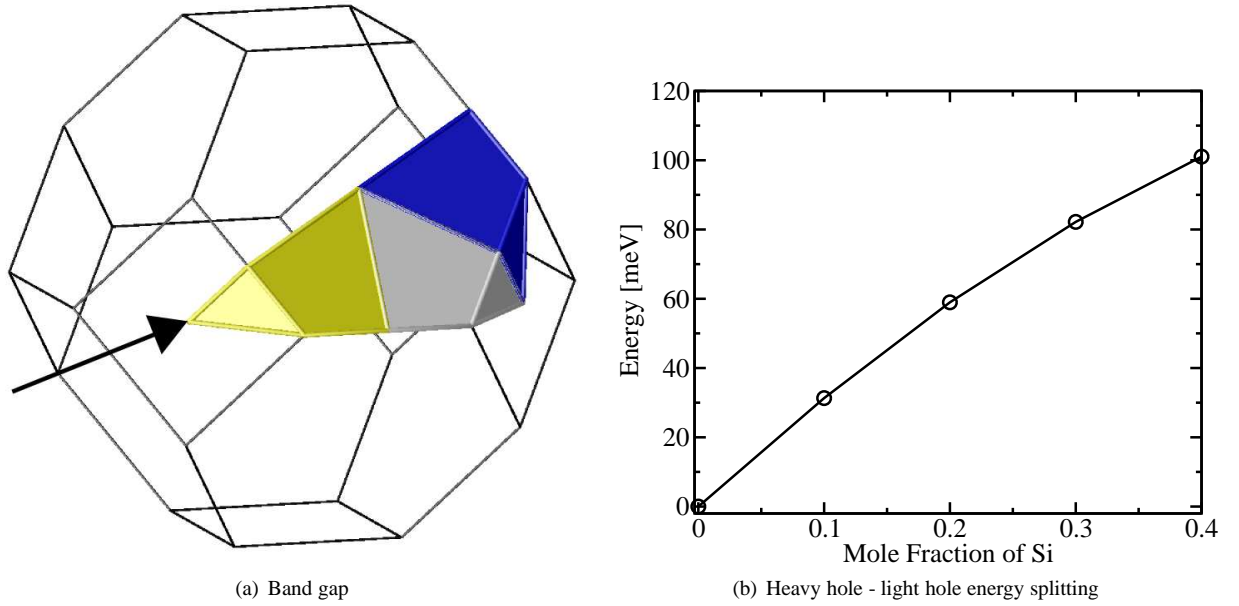 120
100
80
60
40
20
0
Energy [meV]
0 0.1 0.2 0.3 0.4
Mole Fraction of Si
(a) Band gap
(b) Heavy hole - light hole energy splitting